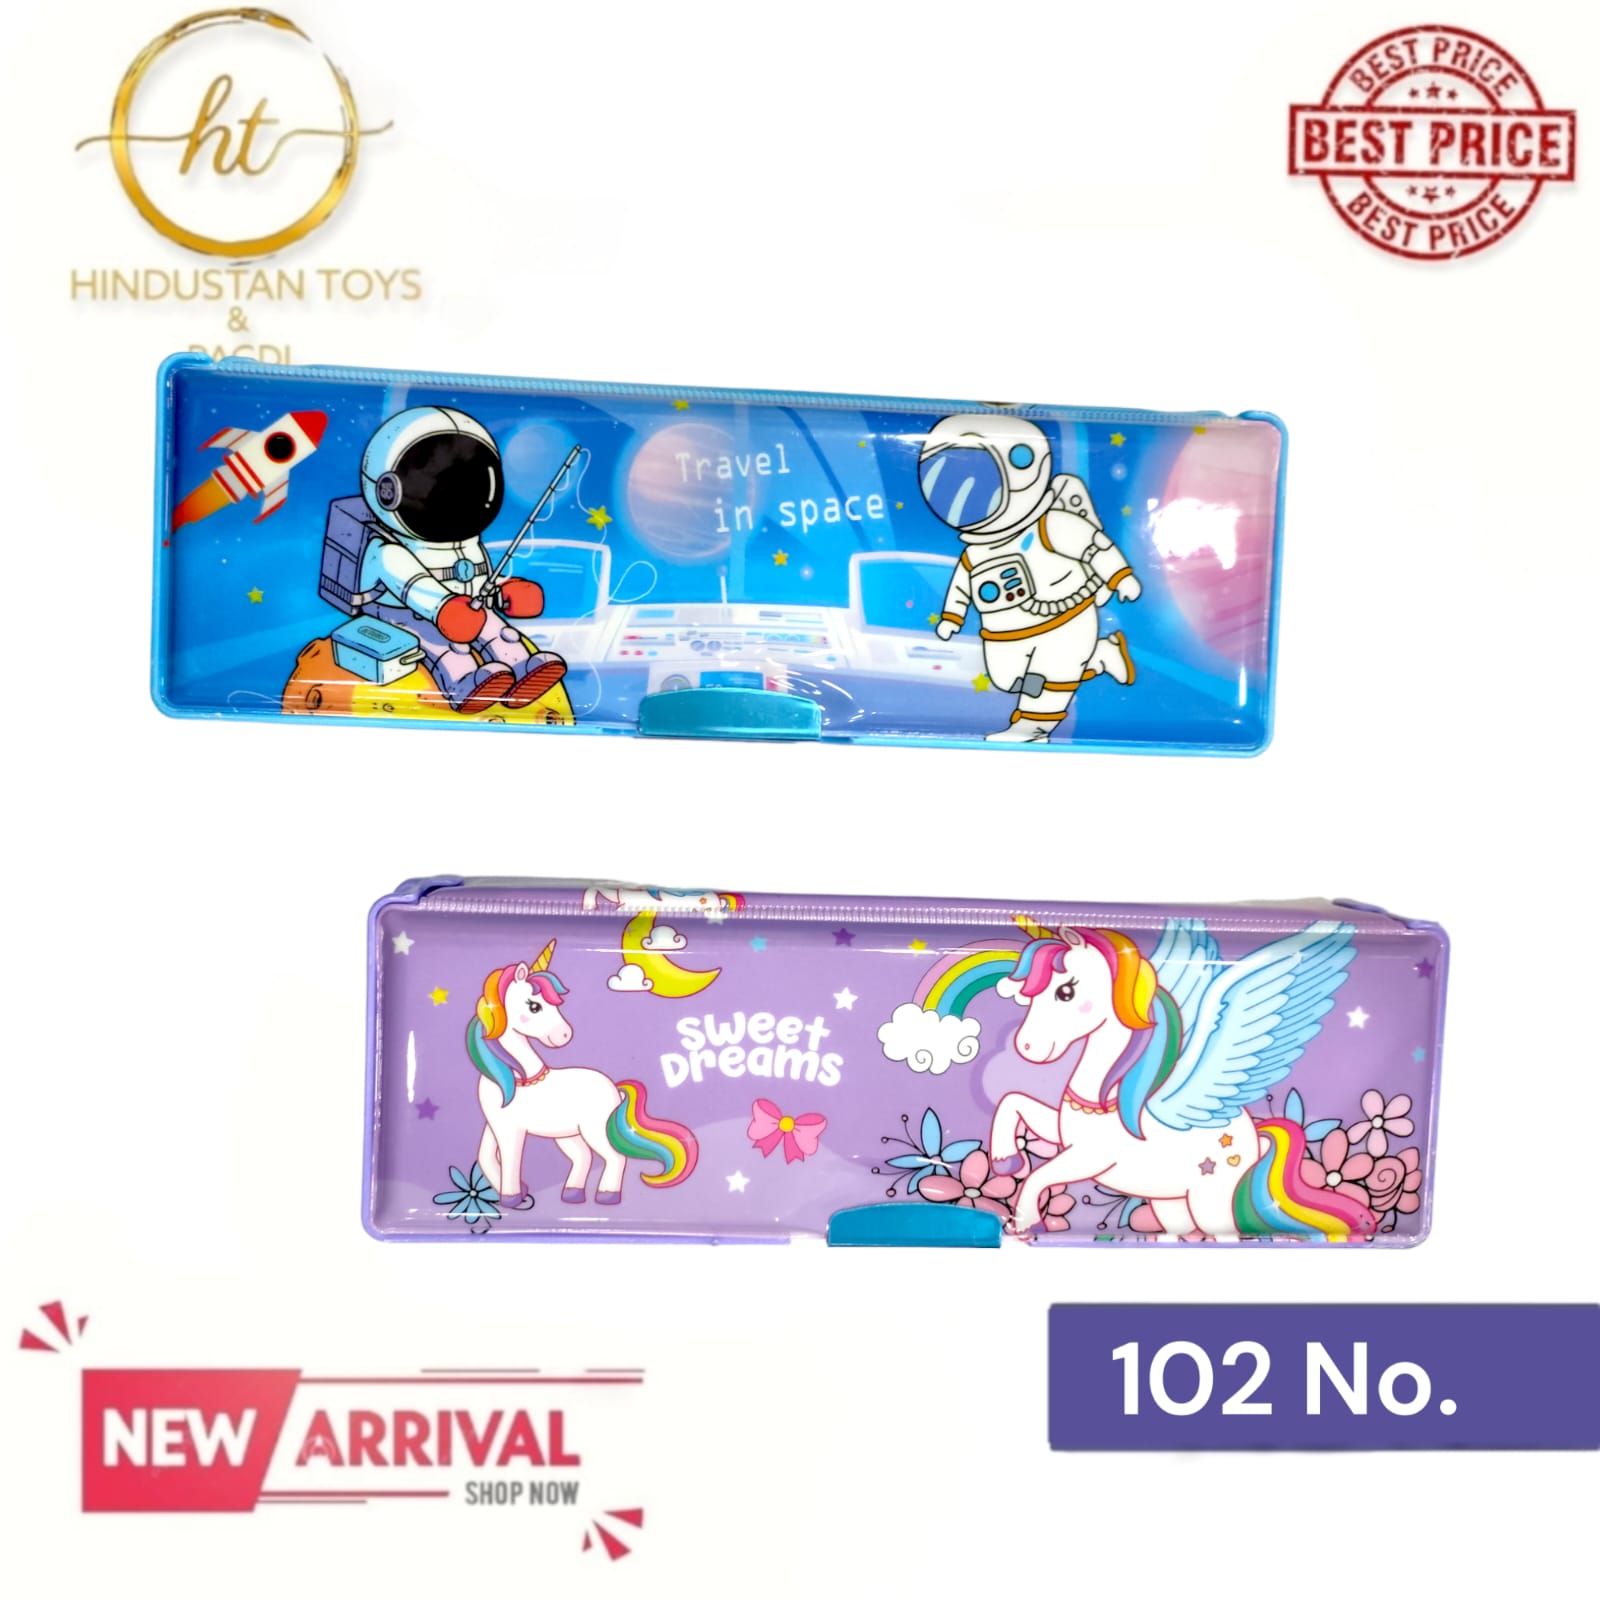 ht
HINDUSTAN TOYS
&
BEST PRICE
BEST PRICE
BEST PRICE
Travel
in space
sweet
Dreams
NEW ARRIVAL
SHOP NOW
102 No.